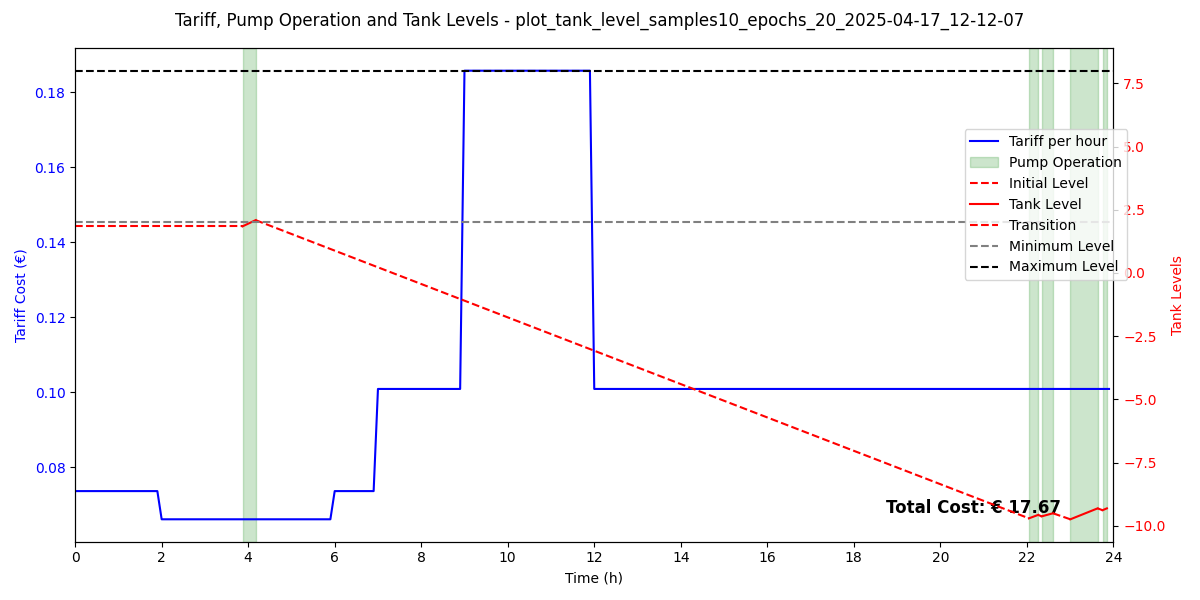 Tariff, Pump Operation and Tank Levels - plot_tank_level_samples10_epochs_20_2025-04-17_12-12-07
Tariff Cost (€)
0.18
0.16
0.14
0.12
0.10
0.08
7.5
5.0
2.5
0.0
−2.5
−5.0
−7.5
−10.0
Tank Levels
Tariff per hour
Pump Operation
Initial Level
Tank Level
Transition
Minimum Level
Maximum Level
Total Cost: € 17.67
0 2 4 6 8 10 12 14 16 18 20 22 24
Time (h)